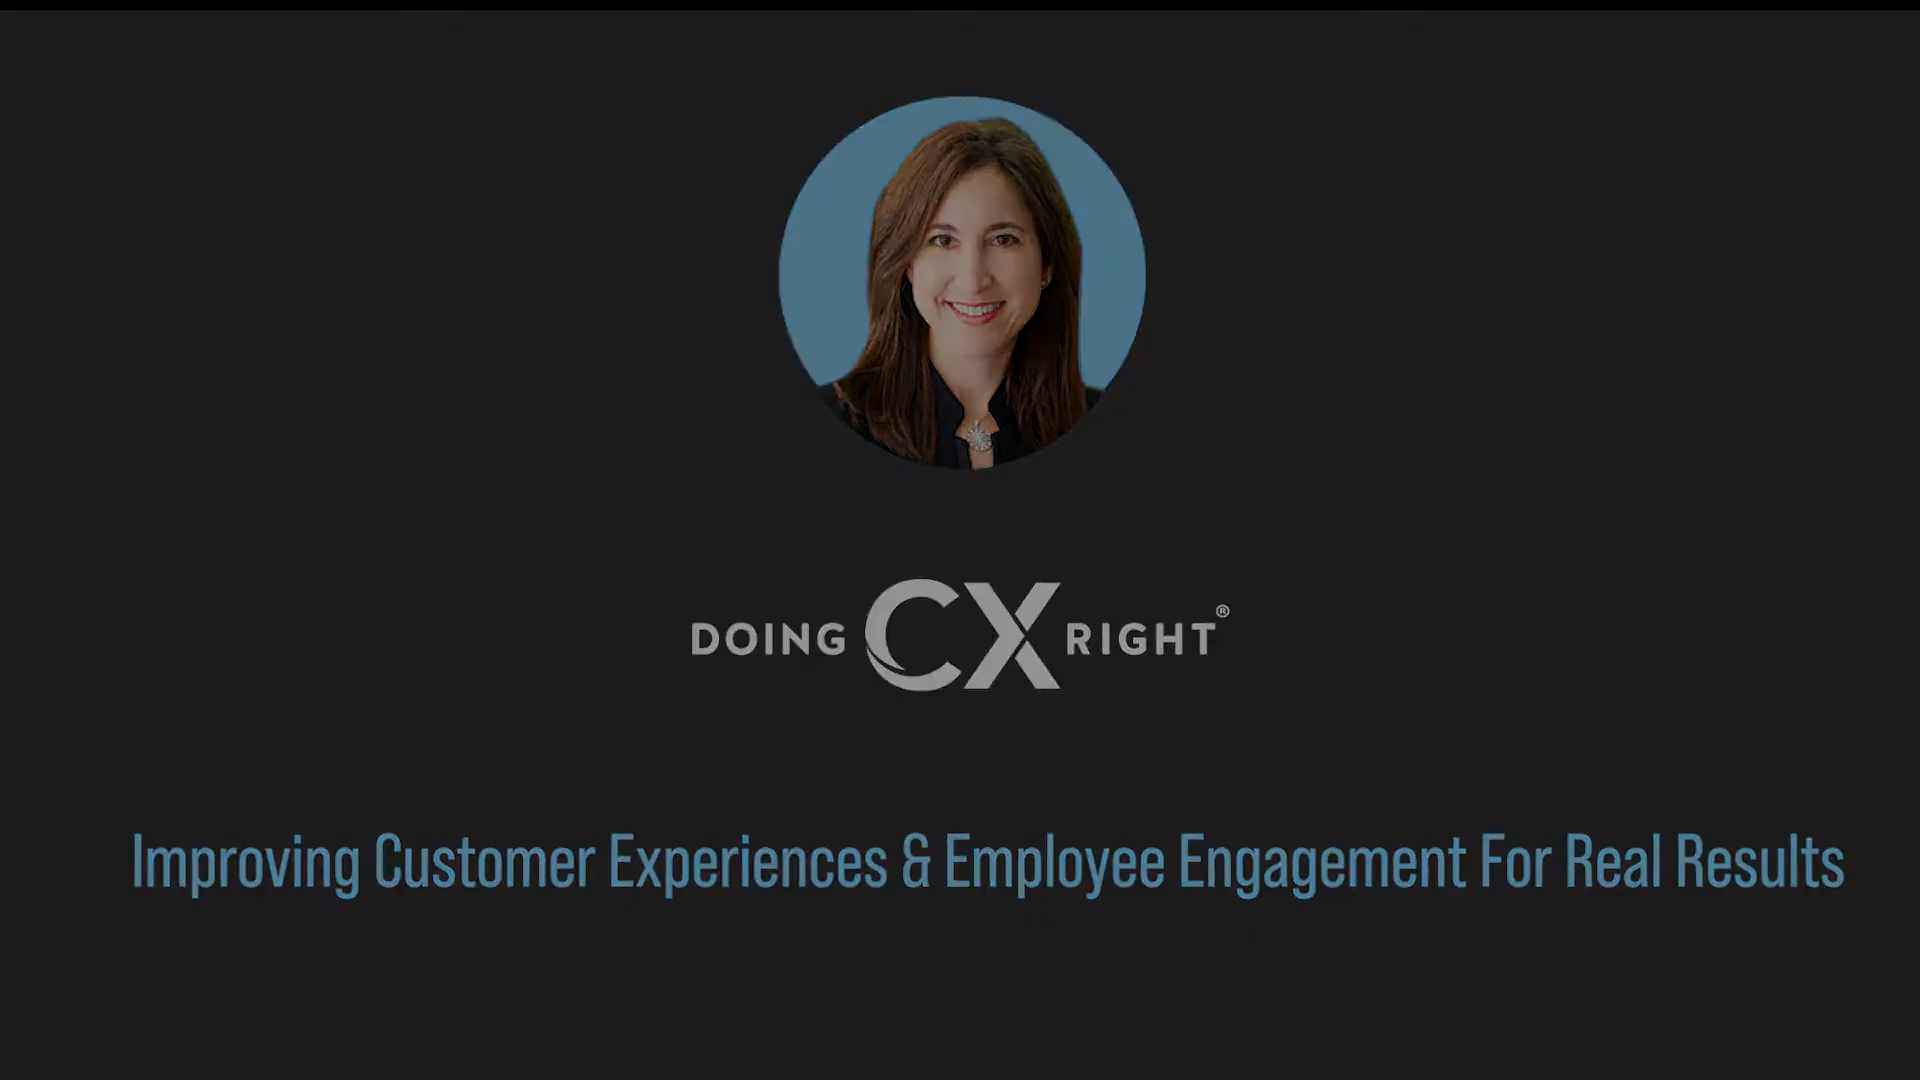 DOING CX RIGHT®
Improving Customer Experiences & Employee Engagement For Real Results